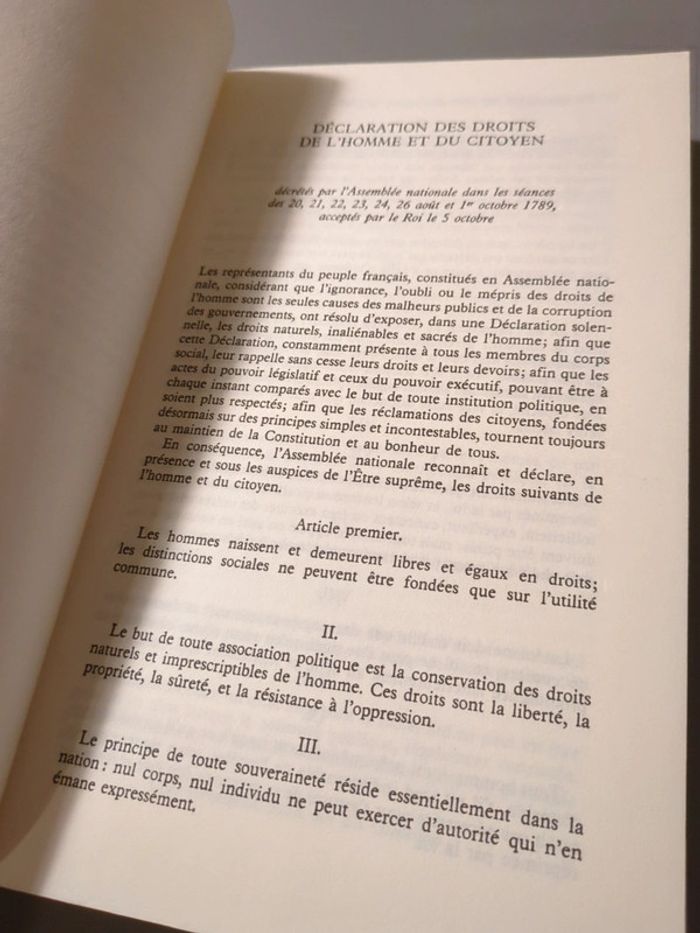 DÉCLARATION DES DROITS
DE L'HOMME ET DU CITOYEN
décrétés par l'Assemblée nationale dans les séances
des 20, 21, 22, 23, 24, 26 août et 1er octobre 1789,
acceptés par le Roi le 5 octobre
Les représentants du peuple français, constitués en Assemblée natio-
nale, considérant que l'ignorance, l'oubli ou le mépris des droits de
l'homme sont les seules causes des malheurs publics et de la corruption
des gouvernements, ont résolu d'exposer, dans une Déclaration solen-
nelle, les droits naturels, inaliénables et sacrés de l'homme; afin que
cette Déclaration, constamment présente à tous les membres du corps
social, leur rappelle sans cesse leurs droits et leurs devoirs; afin que les
actes du pouvoir législatif et ceux du pouvoir exécutif, pouvant être à
chaque instant comparés avec le but de toute institution politique, en
soient plus respectés; afin que les réclamations des citoyens, fondées
désormais sur des principes simples et incontestables, tournent toujours
au maintien de la Constitution et au bonheur de tous.
En conséquence, l'Assemblée nationale reconnaît et déclare, en
présence et sous les auspices de l'Être suprême, les droits suivants de
l'homme et du citoyen.
Article premier.
Les hommes naissent et demeurent libres et égaux en droits;
les distinctions sociales ne peuvent être fondées que sur l'utilité
commune.
II.
Le but de toute association politique est la conservation des droits
naturels et imprescriptibles de l'homme. Ces droits sont la liberté, la
propriété, la sûreté, et la résistance à l'oppression.
III.
Le principe de toute souveraineté réside essentiellement dans la
nation : nul corps, nul individu ne peut exercer d'autorité qui n'en
émane expressément.